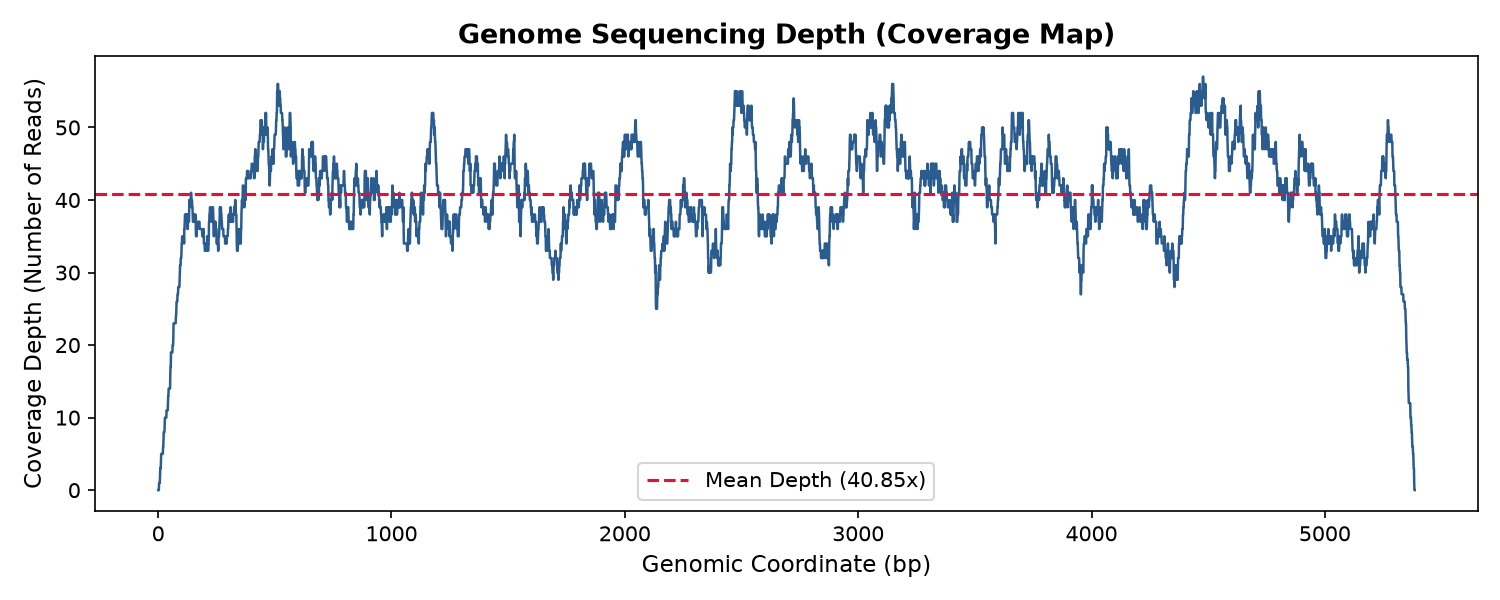 Genome Sequencing Depth (Coverage Map)
Coverage Depth (Number of Reads)
50
40
30
20
10
0
Mean Depth (40.85x)
0 1000 2000 3000 4000 5000
Genomic Coordinate (bp)